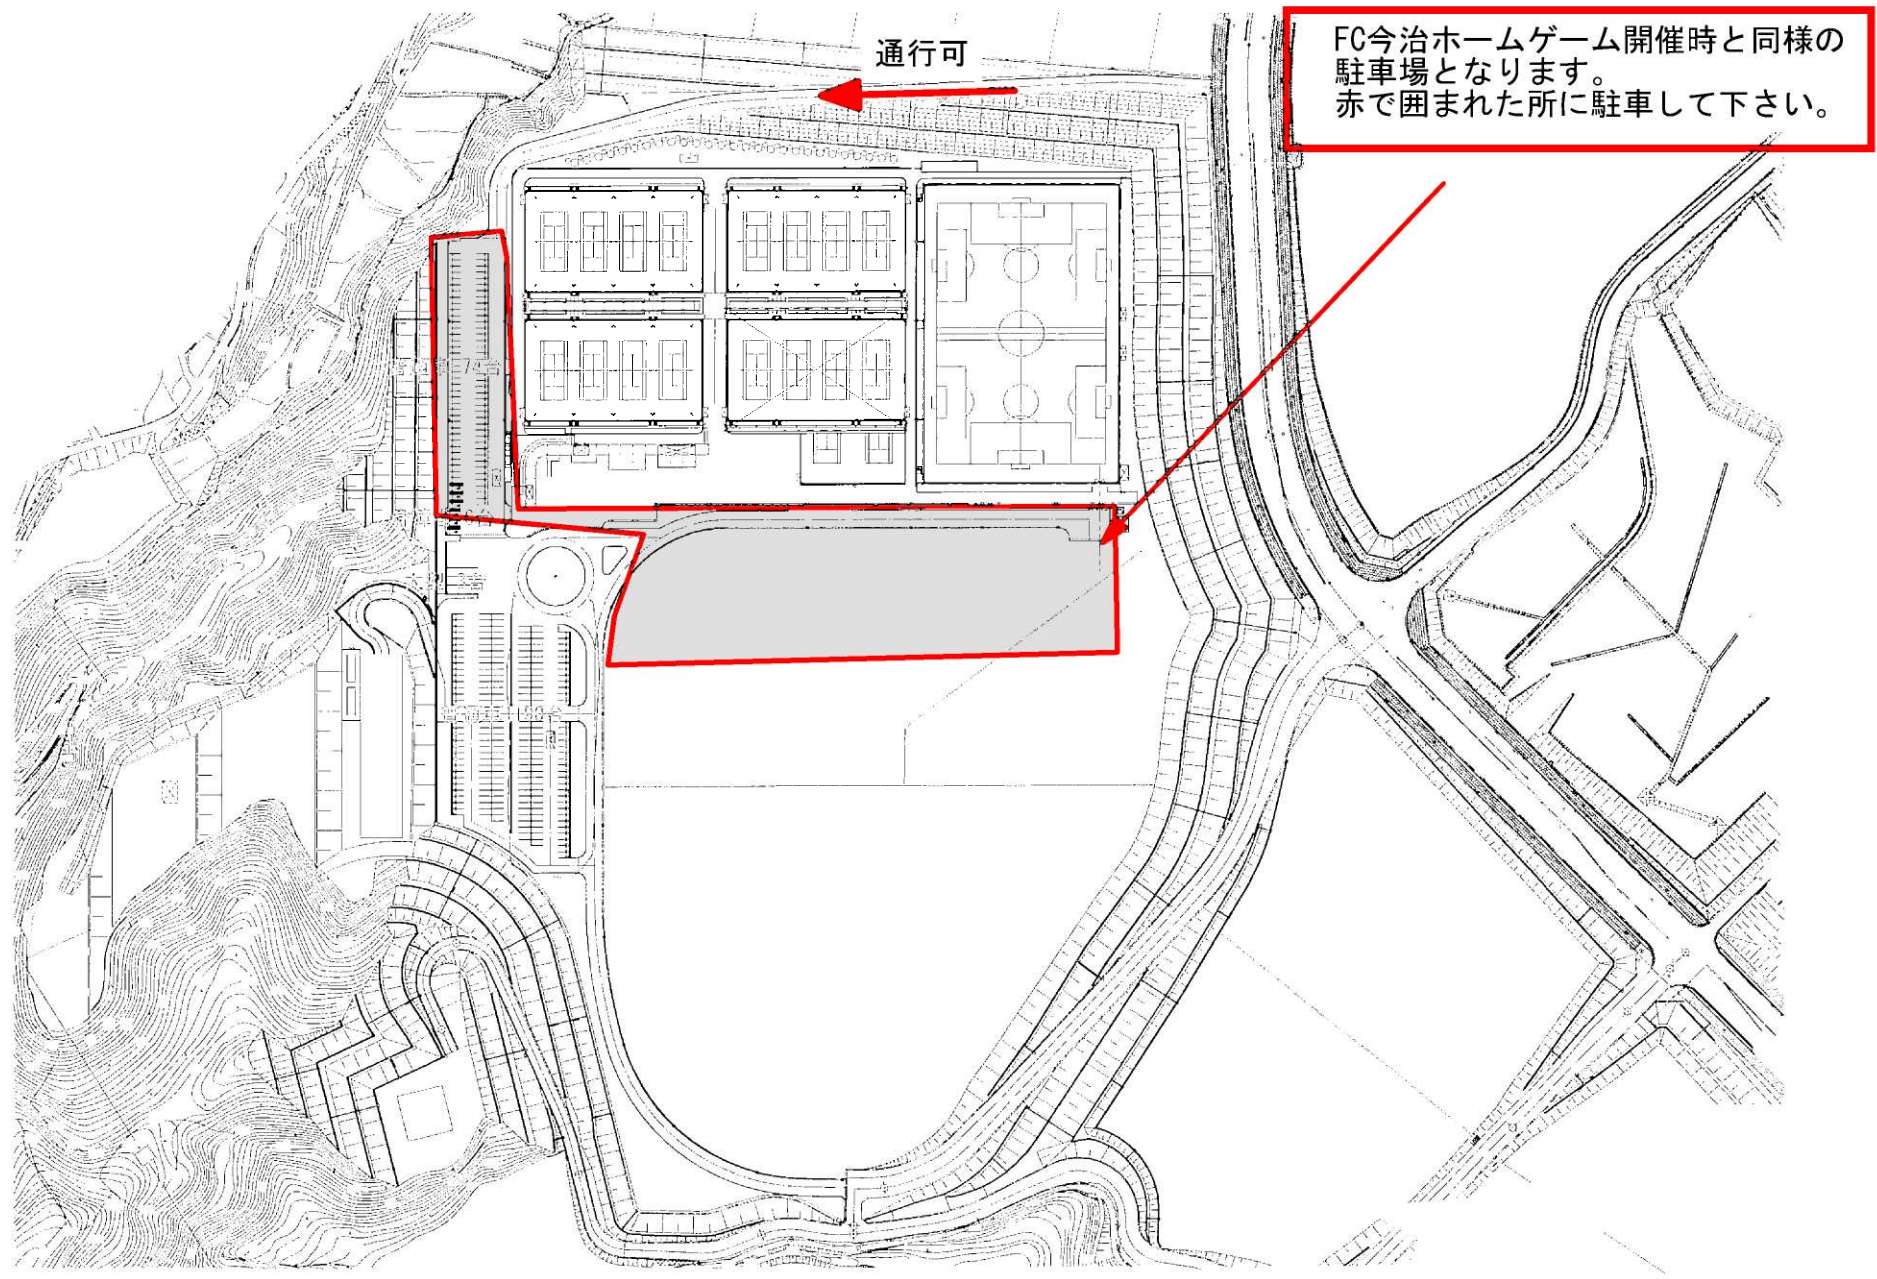 通行可
FC今治ホームゲーム開催時と同様の
駐車場となります。
赤で囲まれた所に駐車して下さい。